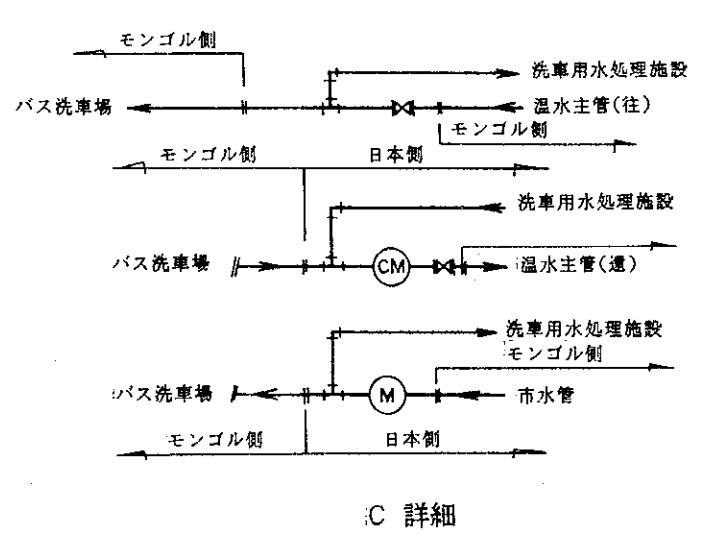 モンゴル側
洗車用水処理施設
バス洗車場
温水主管(往)
モンゴル側
モンゴル側
日本側
洗車用水処理施設
バス洗車場
CM
温水主管(還)
洗車用水処理施設
モンゴル側
バス洗車場
M
市水管
モンゴル側
日本側
C 詳細